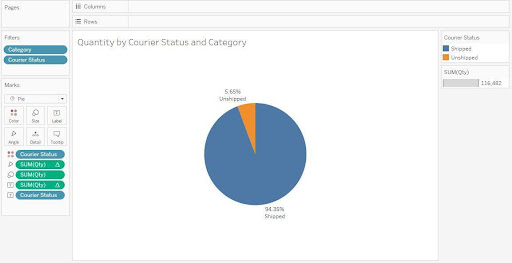 Pages
Columns
Rows
Filters
Category
Courier Status
Marks
Pie
Color
Size
Label
Angle
Detail
Tooltip
Courier Status
SUM(Qty)
SUM(Qty)
SUM(Qty)
Courier Status
Quantity by Courier Status and Category
5.65%
Unshipped
94.35%
Shipped
Courier Status
Shipped
Unshipped
SUM(Qty)
116,482